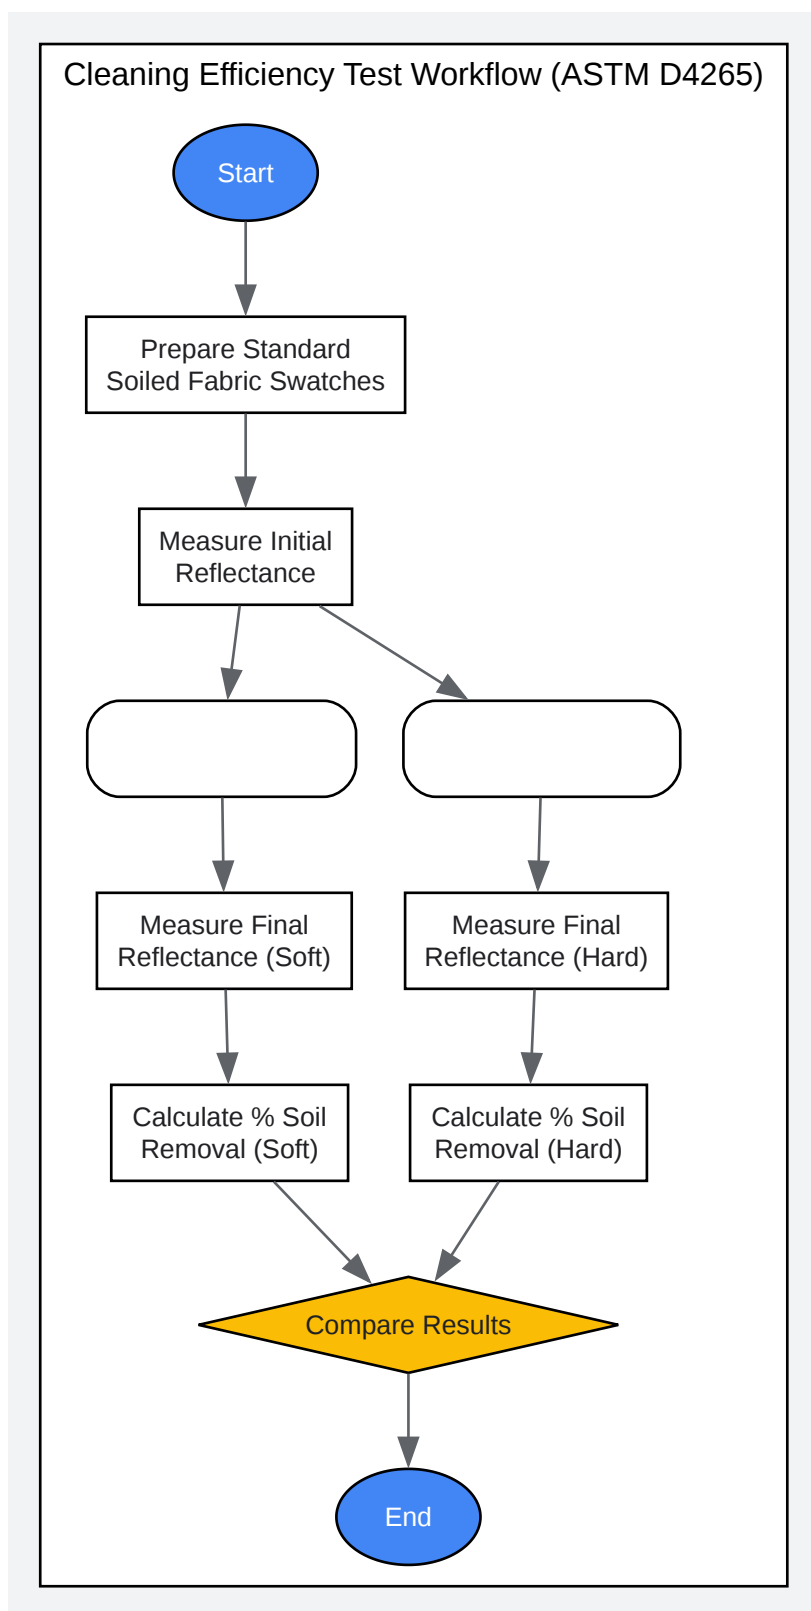 Cleaning Efficiency Test Workflow (ASTM D4265)
Start
Prepare Standard
Soiled Fabric Swatches
Measure Initial
Reflectance
Measure Final
Reflectance (Soft)
Measure Final
Reflectance (Hard)
Calculate % Soil
Removal (Soft)
Calculate % Soil
Removal (Hard)
Compare Results
End